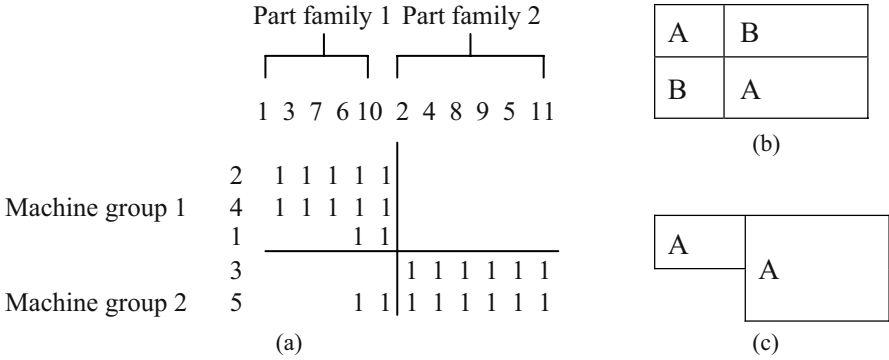 Part family 1 Part family 2
1 3 7 6 10 2 4 8 9 5 11
2 1 1 1 1 1
Machine group 1 4 1 1 1 1 1
1 1 1
3 1 1 1 1 1 1
Machine group 2 5 1 1 1 1 1 1 1 1
(a)
A B
B A
(b)
A
A
(c)